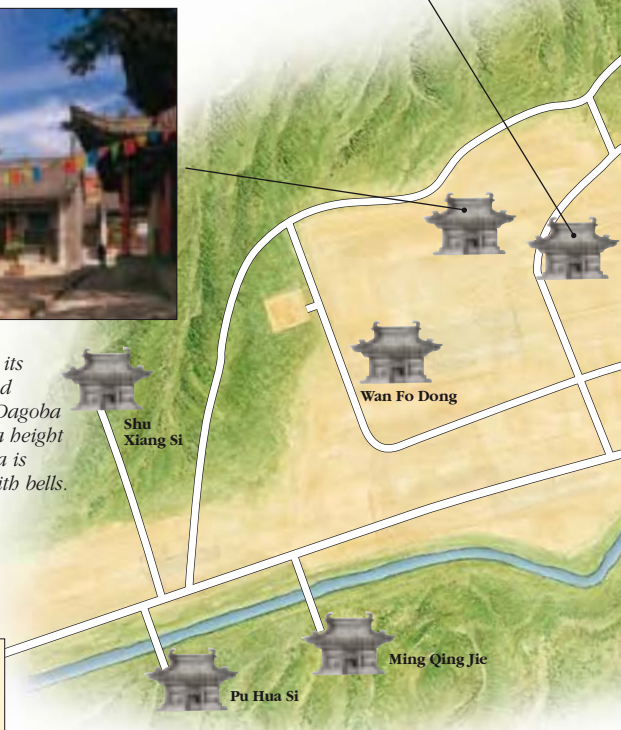 its
d
Dagoba
a height
a is
ith bells.
Shu
Xiang Si
Wan Fo Dong
Ming Qing Jie
Pu Hua Si